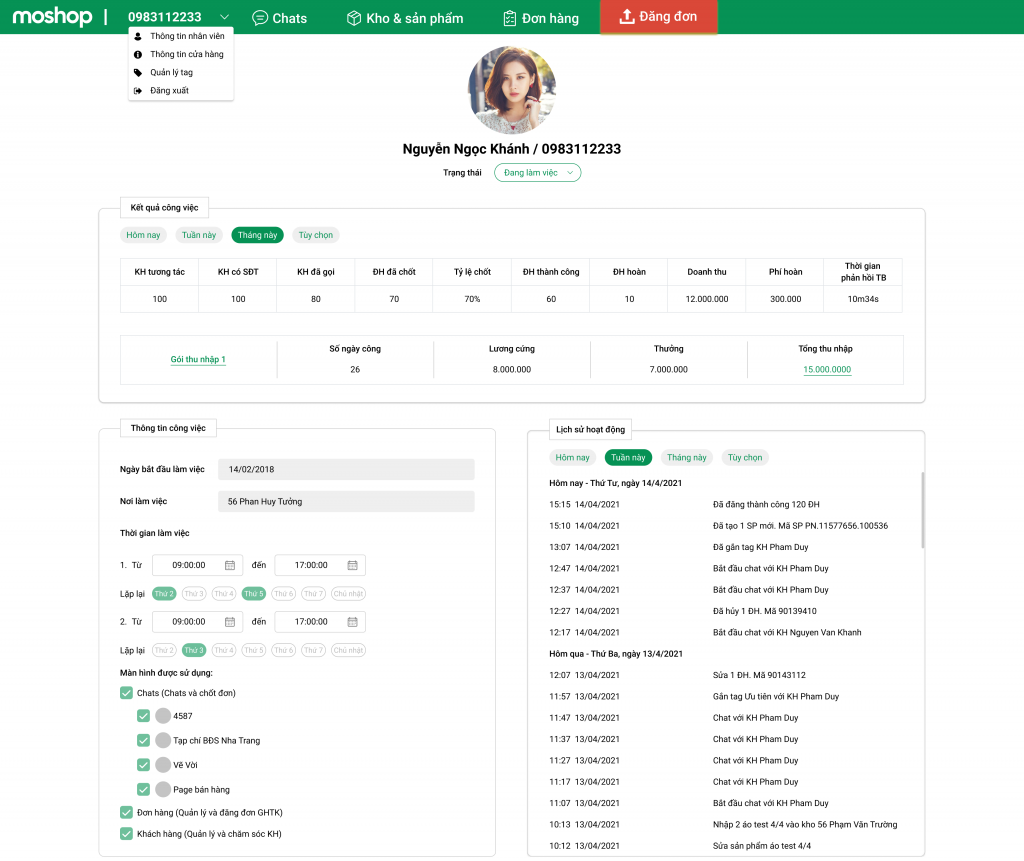 moshop | 0983112233 Chats Kho & sản phẩm Đơn hàng Đăng đơn
Thông tin nhân viên
Thông tin cửa hàng
Quản lý tag
Đăng xuất
Nguyễn Ngọc Khánh / 0983112233
Trạng thái Đang làm việc
Kết quả công việc
Hôm nay Tuần này Tháng này Tùy chọn
KH tương tác KH có SĐT KH đã gọi ĐH đã chốt Tỷ lệ chốt ĐH thành công ĐH hoàn Doanh thu Phí hoàn Thời gian phản hồi TB
100 100 80 70 70% 60 10 12.000.000 300.000 10m34s
Gói thu nhập 1
Số ngày công Lương cứng Thưởng Tổng thu nhập
26 8.000.000 7.000.000 15.000.0000
Thông tin công việc
Ngày bắt đầu làm việc 14/02/2018
Nơi làm việc 56 Phan Huy Tưởng
Thời gian làm việc
1. Từ 09:00:00 đến 17:00:00
Lặp lại Thứ 2 Thứ 3 Thứ 4 Thứ 5 Thứ 6 Thứ 7 Chủ nhật
2. Từ 09:00:00 đến 17:00:00
Lặp lại Thứ 2 Thứ 3 Thứ 4 Thứ 5 Thứ 6 Thứ 7 Chủ nhật
Màn hình được sử dụng:
Chats (Chats và chốt đơn)
4587
Tạp chí BĐS Nha Trang
Vẽ Vời
Page bán hàng
Đơn hàng (Quản lý và đăng đơn GHTK)
Khách hàng (Quản lý và chăm sóc KH)
Lịch sử hoạt động
Hôm nay Tuần này Tháng này Tùy chọn
Hôm nay - Thứ Tư, ngày 14/4/2021
15:15 14/04/2021 Đã đăng thành công 120 ĐH
15:10 14/04/2021 Đã tạo 1 SP mới. Mã SP PN.11577656.100536
13:07 14/04/2021 Đã gắn tag KH Pham Duy
12:47 14/04/2021 Bắt đầu chat với KH Pham Duy
12:37 14/04/2021 Bắt đầu chat với KH Pham Duy
12:27 14/04/2021 Đã hủy 1 ĐH. Mã 90139410
12:17 14/04/2021 Bắt đầu chat với KH Nguyen Van Khanh
Hôm qua - Thứ Ba, ngày 13/4/2021
12:07 13/04/2021 Sửa 1 ĐH. Mã 90143112
11:57 13/04/2021 Gắn tag Ưu tiên với KH Pham Duy
11:47 13/04/2021 Chat với KH Pham Duy
11:37 13/04/2021 Chat với KH Pham Duy
11:27 13/04/2021 Chat với KH Pham Duy
11:17 13/04/2021 Chat với KH Pham Duy
11:07 13/04/2021 Bắt đầu chat với KH Pham Duy
10:13 13/04/2021 Nhập 2 áo test 4/4 vào kho 56 Phạm Văn Trường
10:12 13/04/2021 Sửa sản phẩm áo test 4/4